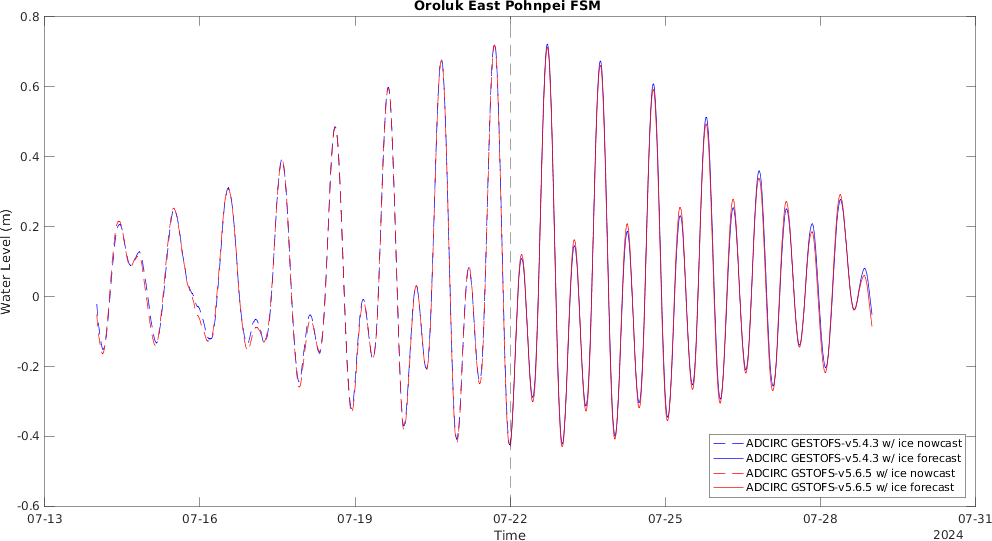 Oroluk East Pohnpei FSM
0.8
0.6
0.4
0.2
0
-0.2
-0.4
-0.6
Water Level (m)
07-13
07-16
07-19
07-22
07-25
07-28
07-31
Time
2024
ADCIRC GESTOFS-v5.4.3 w/ ice nowcast
ADCIRC GESTOFS-v5.4.3 w/ ice forecast
ADCIRC GSTOFS-v5.6.5 w/ ice nowcast
ADCIRC GSTOFS-v5.6.5 w/ ice forecast